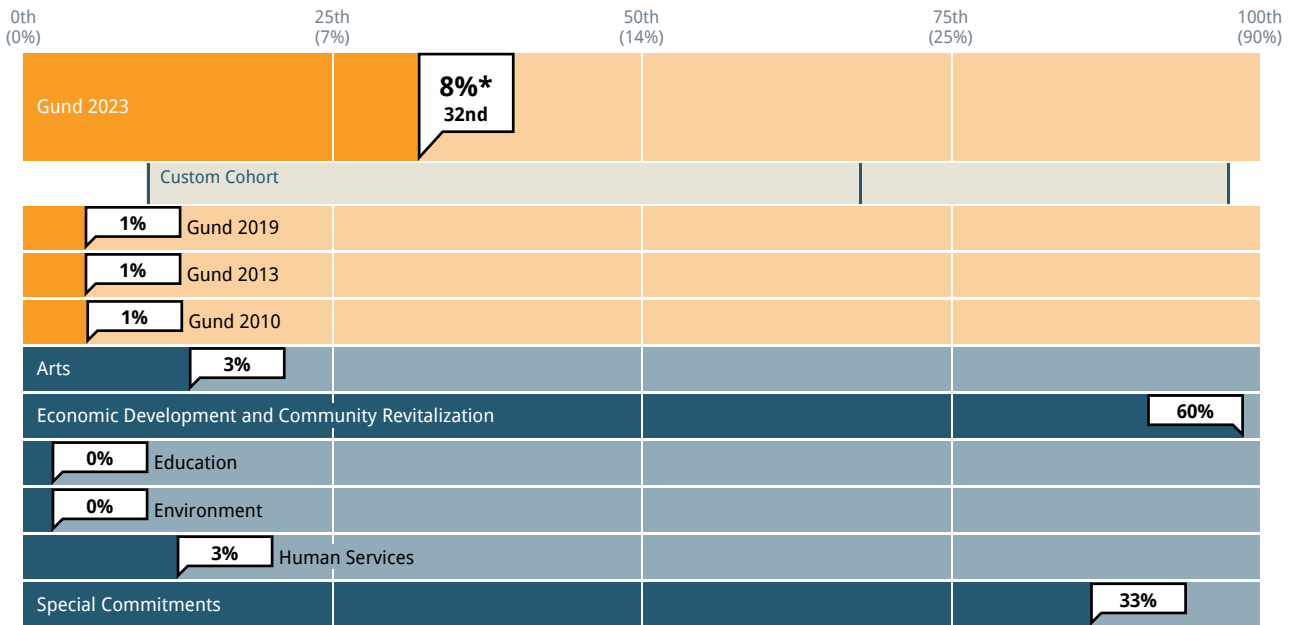 0th 25th 50th 75th 100th
(0%) (7%) (14%) (25%) (90%)
Gund 2023
8%*
32nd
Custom Cohort
1% Gund 2019
1% Gund 2013
1% Gund 2010
Arts 3%
Economic Development and Community Revitalization 60%
0% Education
0% Environment
3% Human Services
Special Commitments 33%